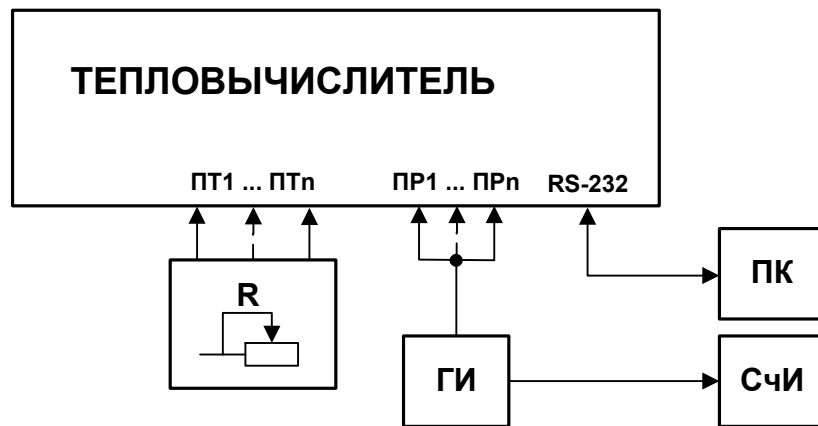 ТЕПЛОВЫЧИСЛИТЕЛЬ
ПТ1 ... ПТn ПР1 ... ПРn RS-232
R
ПК
ГИ
СчИ